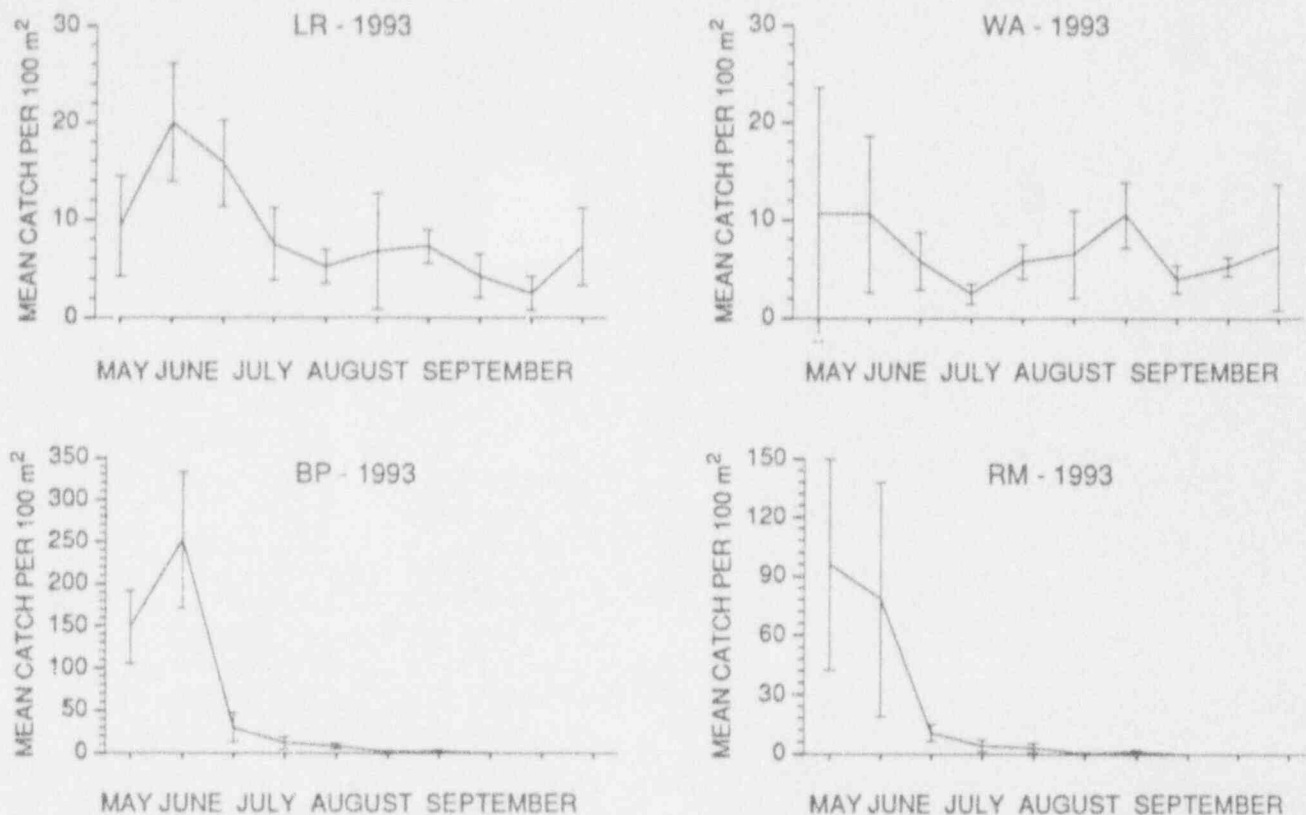 LR - 1993
MEAN CATCH PER 100 m²
30
20
10
0
MAY JUNE JULY AUGUST SEPTEMBER
WA - 1993
MEAN CATCH PER 100 m²
30
20
10
0
MAY JUNE JULY AUGUST SEPTEMBER
BP - 1993
MEAN CATCH PER 100 m²
350
300
250
200
150
100
50
0
MAY JUNE JULY AUGUST SEPTEMBER
RM - 1993
MEAN CATCH PER 100 m²
150
120
90
60
30
0
MAY JUNE JULY AUGUST SEPTEMBER